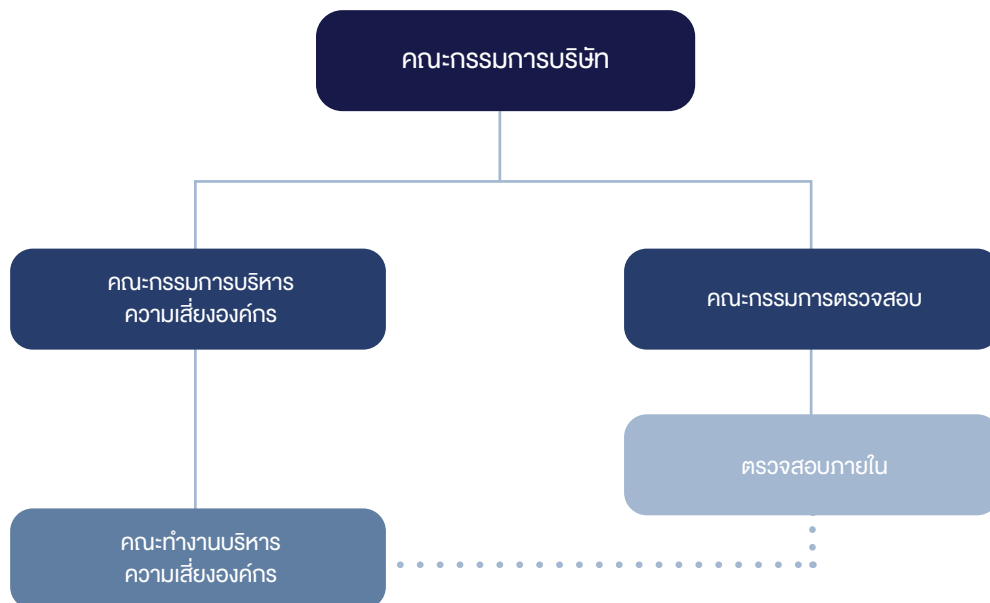 คณะกรรมการบริษัท
คณะกรรมการบริหาร
ความเสี่ยงองค์กร
คณะกรรมการตรวจสอบ
ตรวจสอบภายใน
คณะทำงานบริหาร
ความเสี่ยงองค์กร